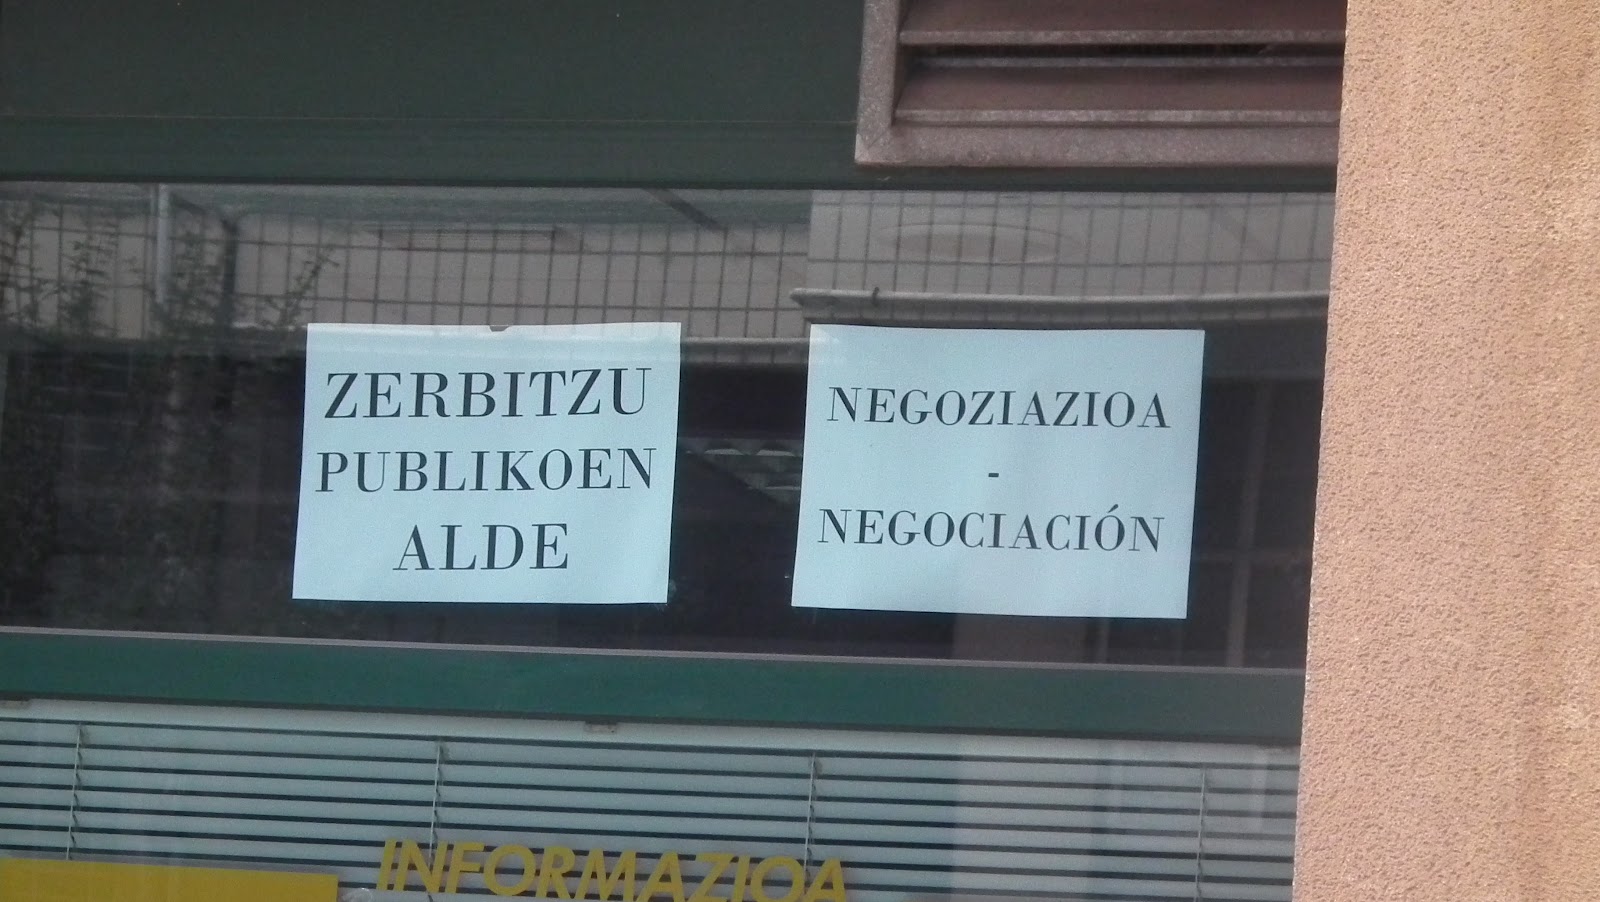 ZERBITZU
PUBLIKOEN
ALDE
NEGOZIAZIOA
-
NEGOCIACIÓN
INFORMAZIOA